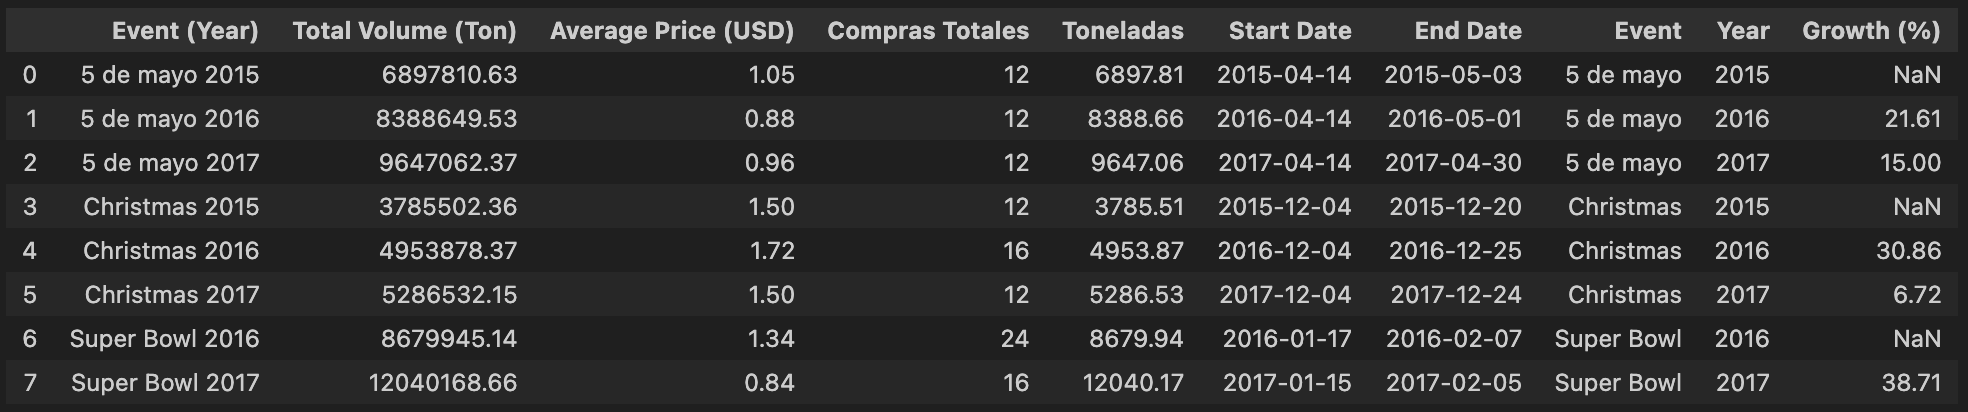 Event (Year) Total Volume (Ton) Average Price (USD) Compras Totales Toneladas Start Date End Date Event Year Growth (%)
0 5 de mayo 2015 6897810.63 1.05 12 6897.81 2015-04-14 2015-05-03 5 de mayo 2015 NaN
1 5 de mayo 2016 8388649.53 0.88 12 8388.66 2016-04-14 2016-05-01 5 de mayo 2016 21.61
2 5 de mayo 2017 9647062.37 0.96 12 9647.06 2017-04-14 2017-04-30 5 de mayo 2017 15.00
3 Christmas 2015 3785502.36 1.50 12 3785.51 2015-12-04 2015-12-20 Christmas 2015 NaN
4 Christmas 2016 4953878.37 1.72 16 4953.87 2016-12-04 2016-12-25 Christmas 2016 30.86
5 Christmas 2017 5286532.15 1.50 12 5286.53 2017-12-04 2017-12-24 Christmas 2017 6.72
6 Super Bowl 2016 8679945.14 1.34 24 8679.94 2016-01-17 2016-02-07 Super Bowl 2016 NaN
7 Super Bowl 2017 12040168.66 0.84 16 12040.17 2017-01-15 2017-02-05 Super Bowl 2017 38.71